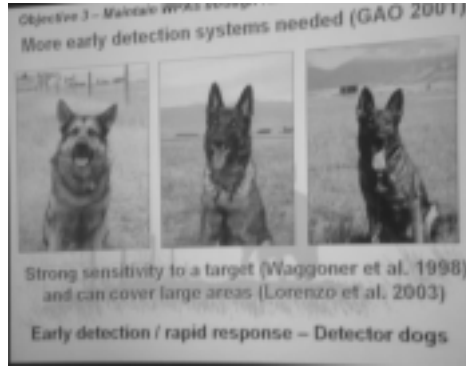 Objective 3 – Maintain WPAs
More early detection systems needed (GAO 2001)
Strong sensitivity to a target (Waggoner et al. 1998)
and can cover large areas (Lorenzo et al. 2003)
Early detection / rapid response – Detector dogs